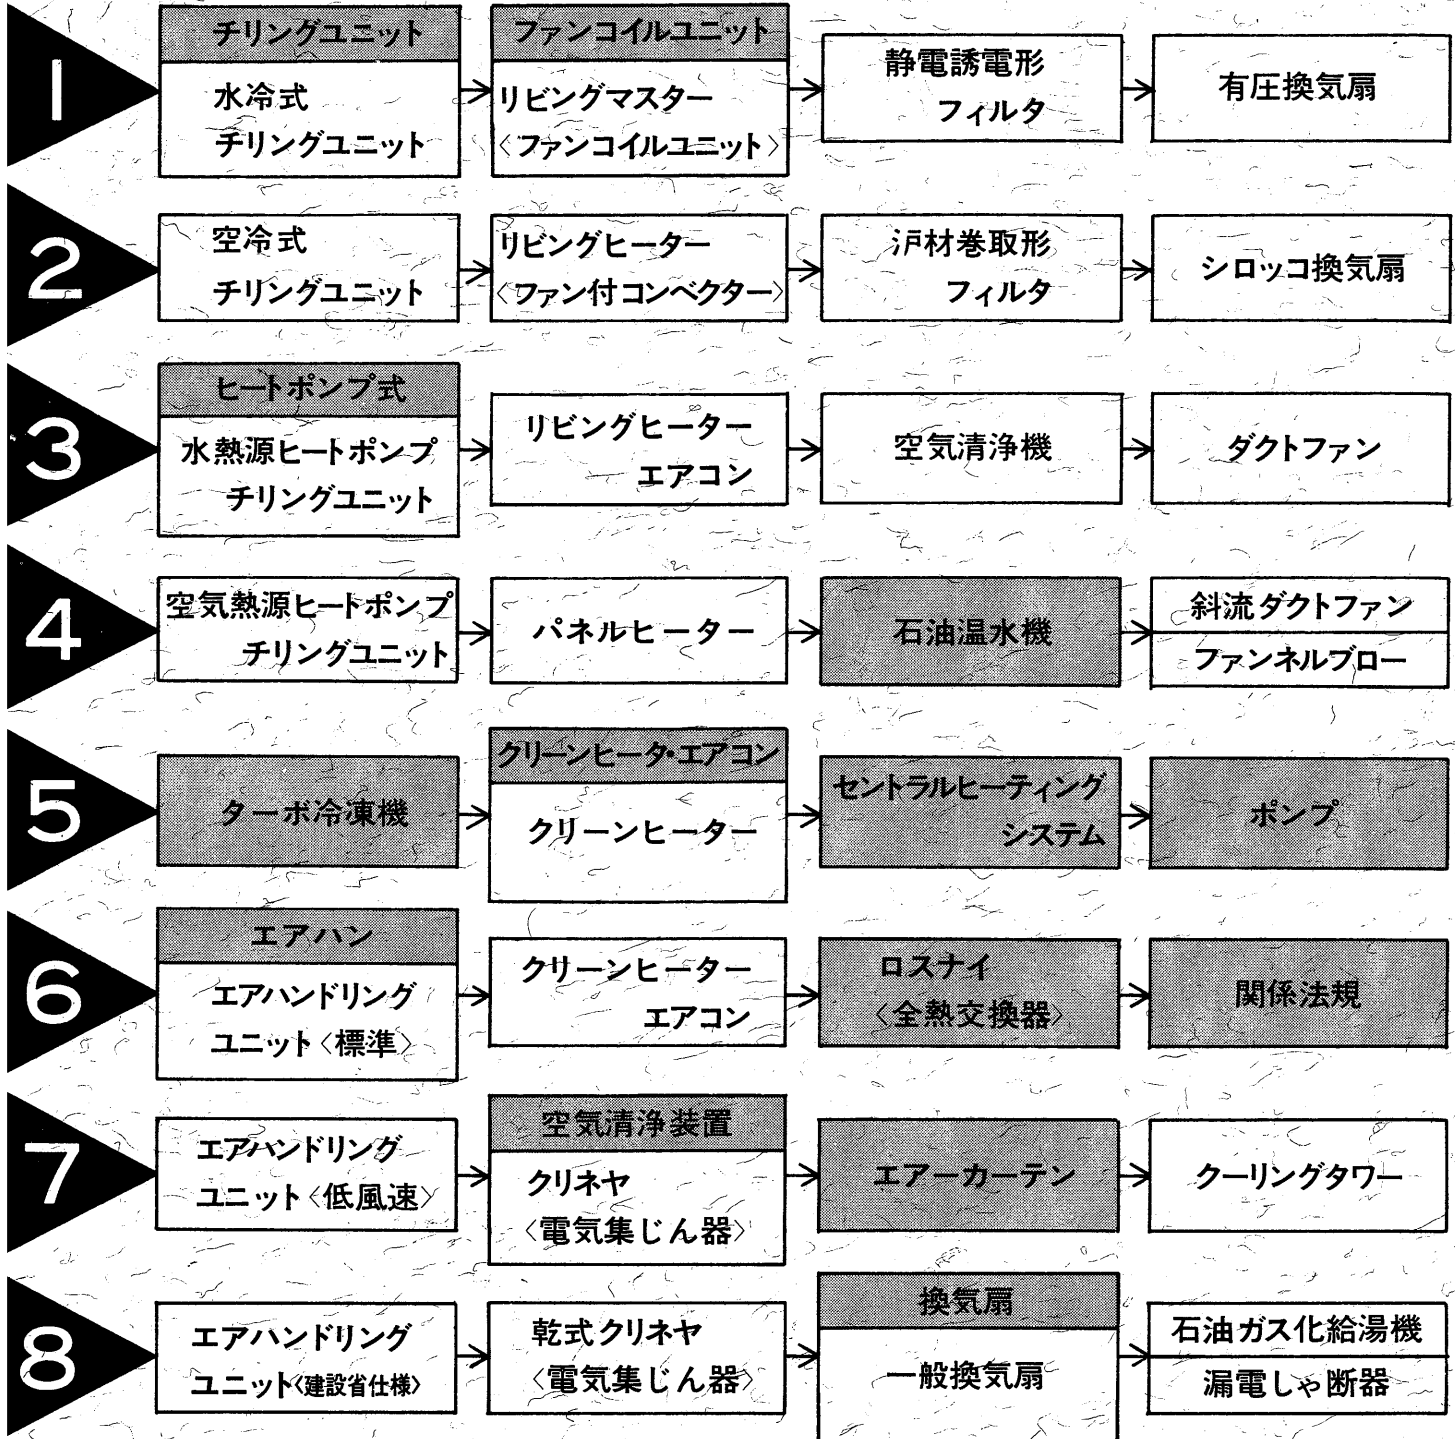 1
チリングユニット
水冷式
チリングユニット
ファンコイルユニット
リビングマスター
〈ファンコイルユニット〉
静電誘電形
フィルタ
有圧換気扇
2
空冷式
チリングユニット
リビングヒーター
〈ファン付コンベクター〉
沪材巻取形
フィルタ
シロッコ換気扇
3
ヒートポンプ式
水熱源ヒートポンプ
チリングユニット
リビングヒーター
エアコン
空気清浄機
ダクトファン
4
空気熱源ヒートポンプ
チリングユニット
パネルヒーター
石油温水機
斜流ダクトファン
ファンネルブロー
5
ターボ冷凍機
クリーンヒータ・エアコン
クリーンヒーター
セントラルヒーティング
システム
ポンプ
6
エアハン
エアハンドリング
ユニット〈標準〉
クリーンヒーター
エアコン
ロスナイ
〈全熱交換器〉
関係法規
7
エアハンドリング
ユニット〈低風速〉
空気清浄装置
クリネヤ
〈電気集じん器〉
エアーカーテン
クーリングタワー
8
エアハンドリング
ユニット〈建設省仕様〉
乾式クリネヤ
〈電気集じん器〉
換気扇
一般換気扇
石油ガス化給湯機
漏電しゃ断器